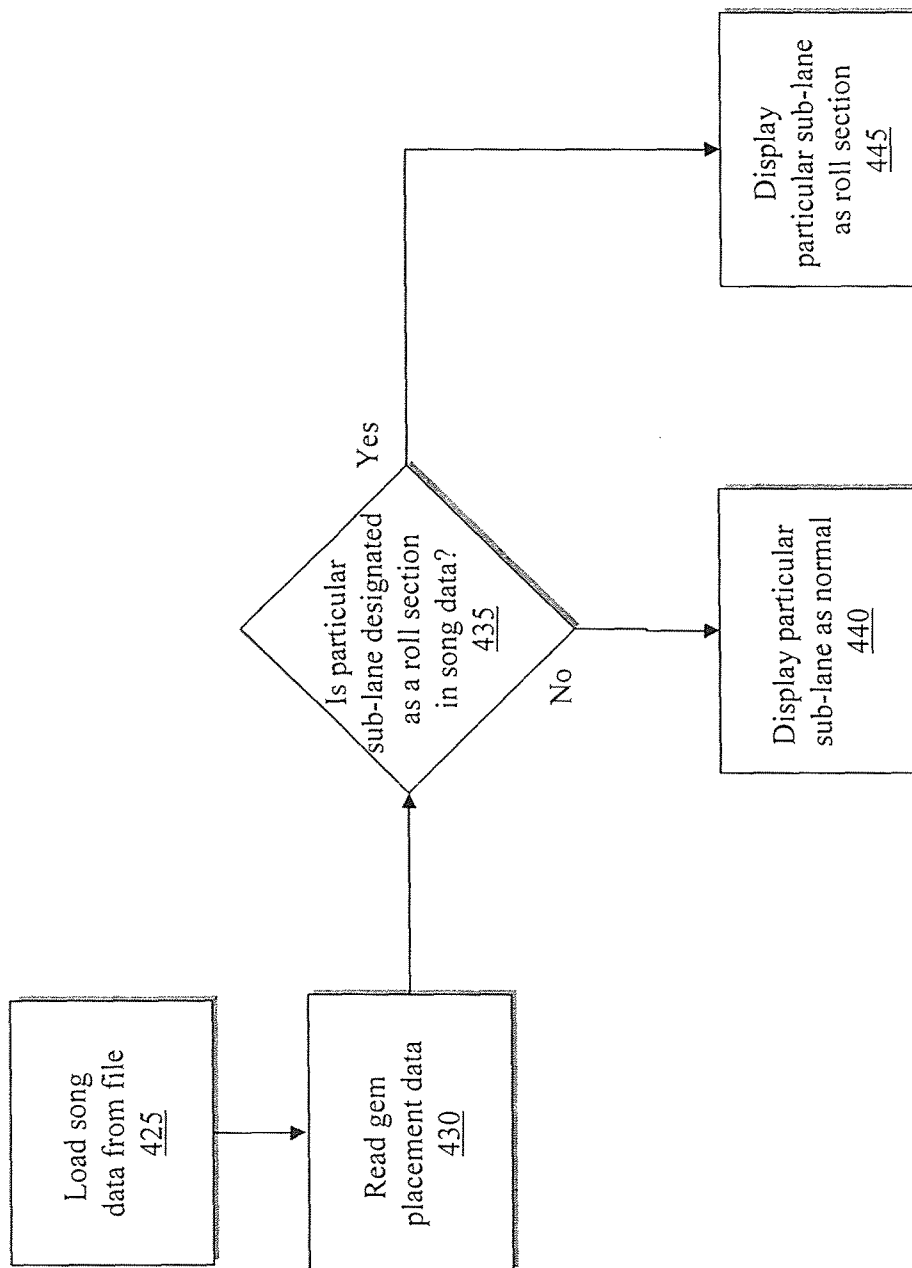 Load song
data from file
425
Read gem
placement data
430
Is particular
sub-lane designated
as a roll section
in song data?
435
Yes
No
Display particular
sub-lane as normal
440
Display
particular sub-lane
as roll section
445